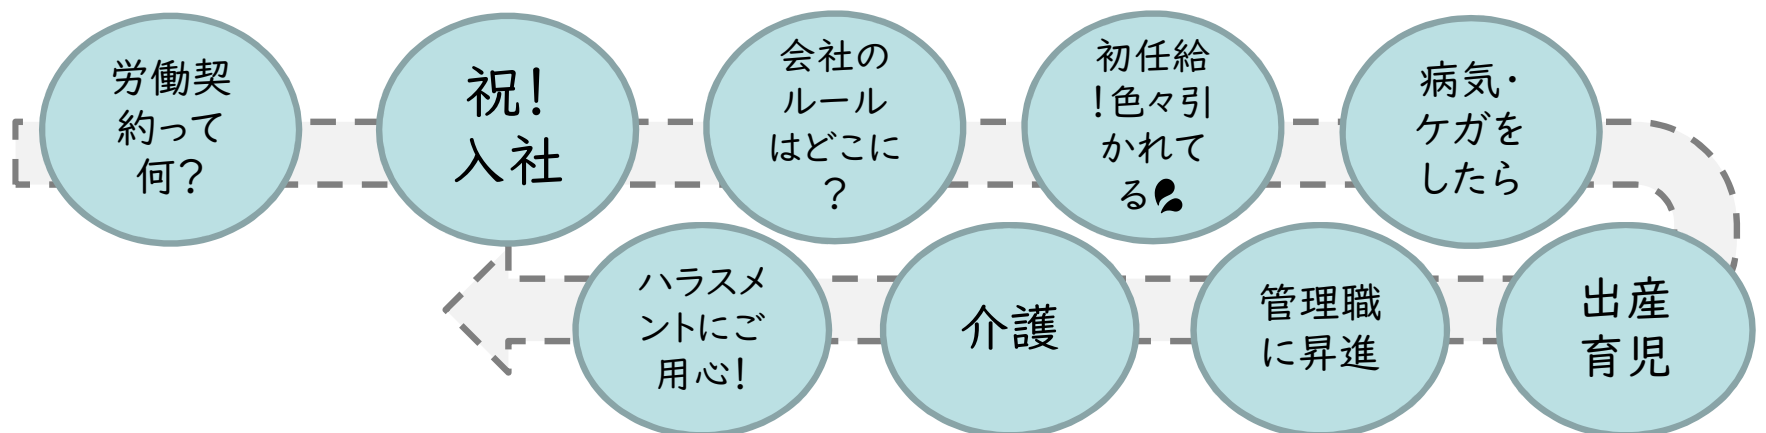 労働契
約って
何?
祝!
入社
会社の
ルール
はどこに
?
初任給
!色々引
かれて
る
病気・
ケガを
したら
出産
育児
管理職
に昇進
介護
ハラスメ
ントにご
用心!